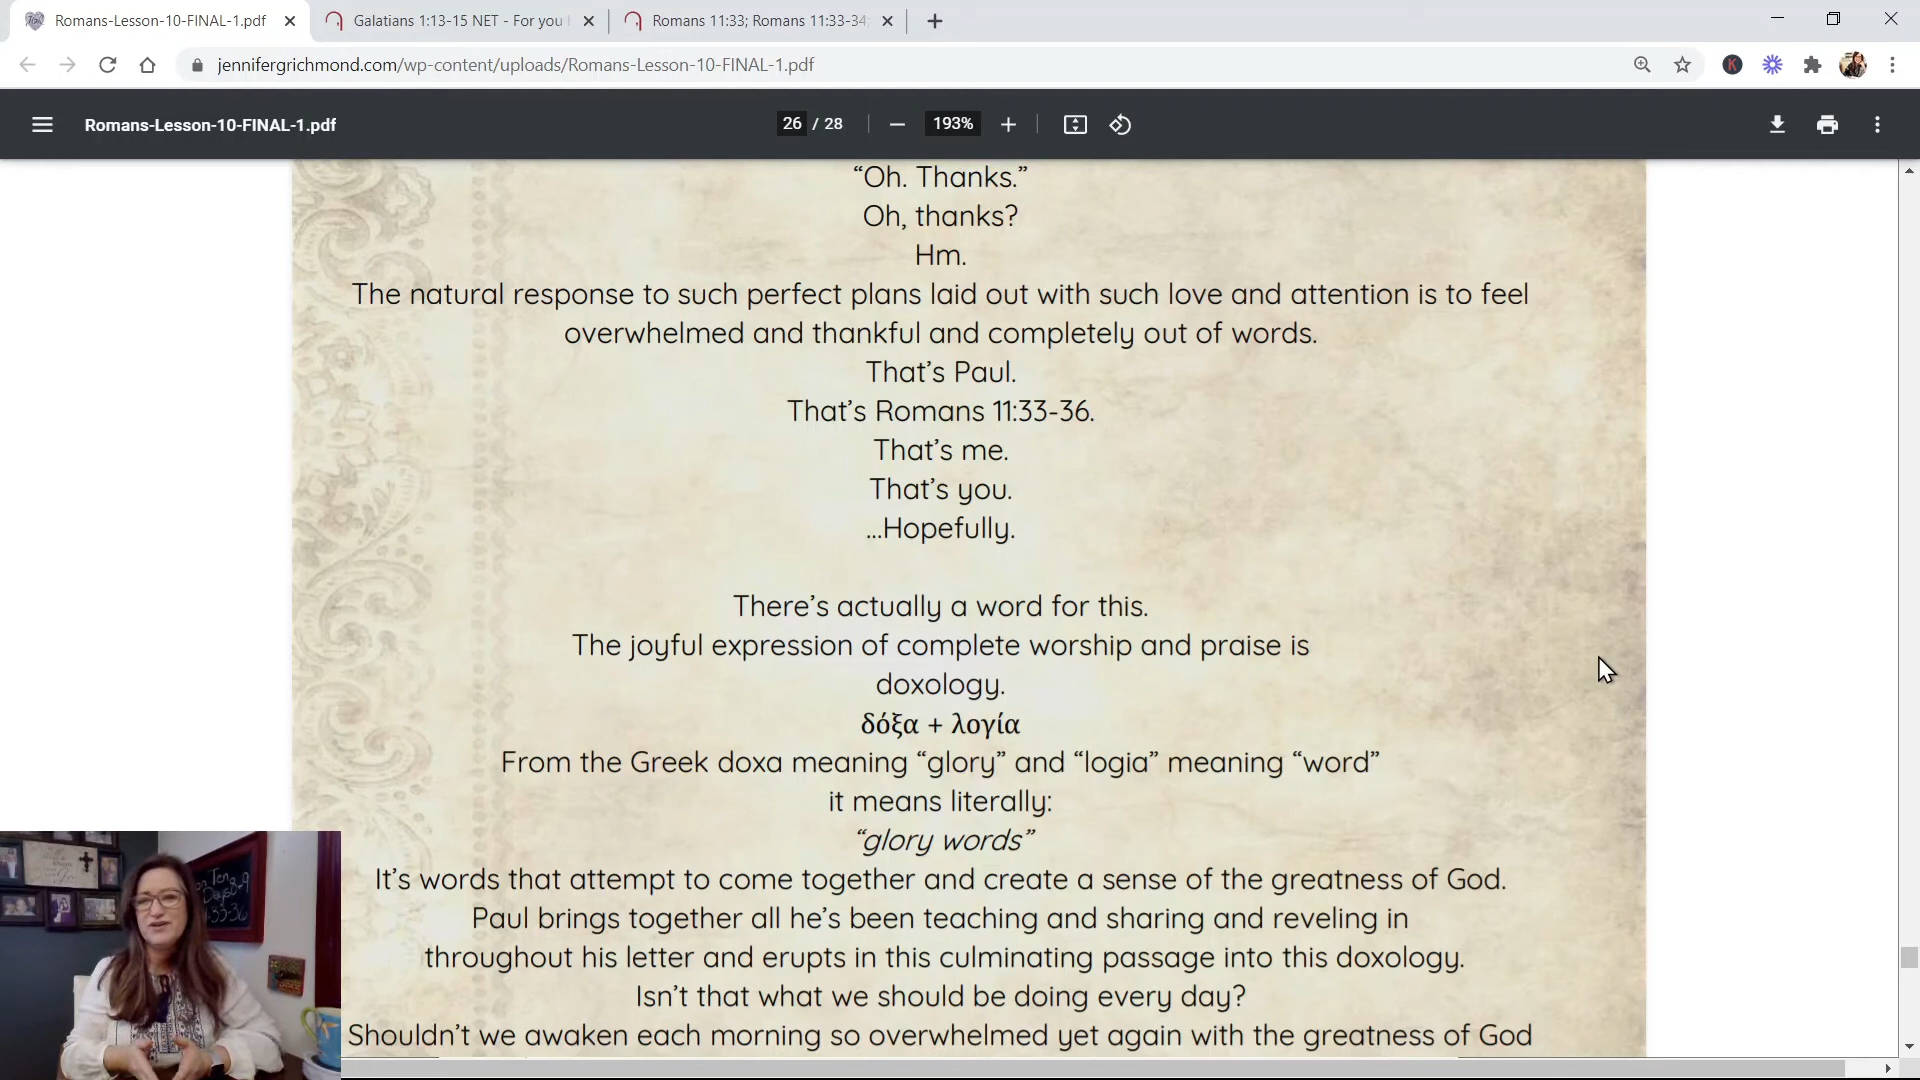 Romans-Lesson-10-FINAL-1.pdf
Galatians 1:13-15 NET - For you
Romans 11:33; Romans 11:33-34;
jennifergrichmond.com/wp-content/uploads/Romans-Lesson-10-FINAL-1.pdf
K
Romans-Lesson-10-FINAL-1.pdf
26 / 28
193%
“Oh. Thanks.”
Oh, thanks?
Hm.
The natural response to such perfect plans laid out with such love and attention is to feel
overwhelmed and thankful and completely out of words.
That’s Paul.
That’s Romans 11:33-36.
That’s me.
That’s you.
...Hopefully.
There’s actually a word for this.
The joyful expression of complete worship and praise is
doxology.
δόξα + λογία
From the Greek doxa meaning “glory” and “logia” meaning “word”
it means literally:
“glory words”
It’s words that attempt to come together and create a sense of the greatness of God.
Paul brings together all he’s been teaching and sharing and reveling in
throughout his letter and erupts in this culminating passage into this doxology.
Isn’t that what we should be doing every day?
Shouldn’t we awaken each morning so overwhelmed yet again with the greatness of God
Ten
8-9
33-36